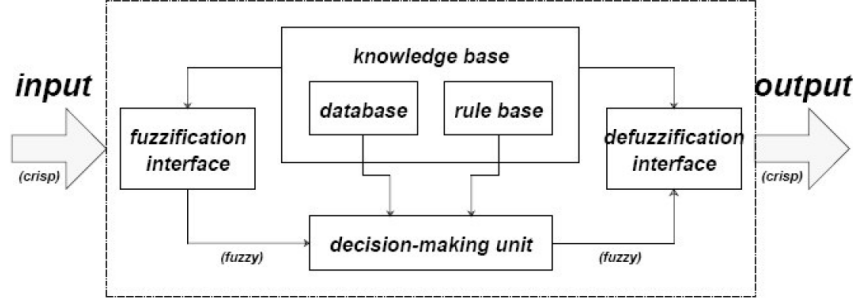 input
(crisp)
knowledge base
database
rule base
fuzzification
interface
decision-making unit
(fuzzy)
(fuzzy)
defuzzification
interface
output
(crisp)